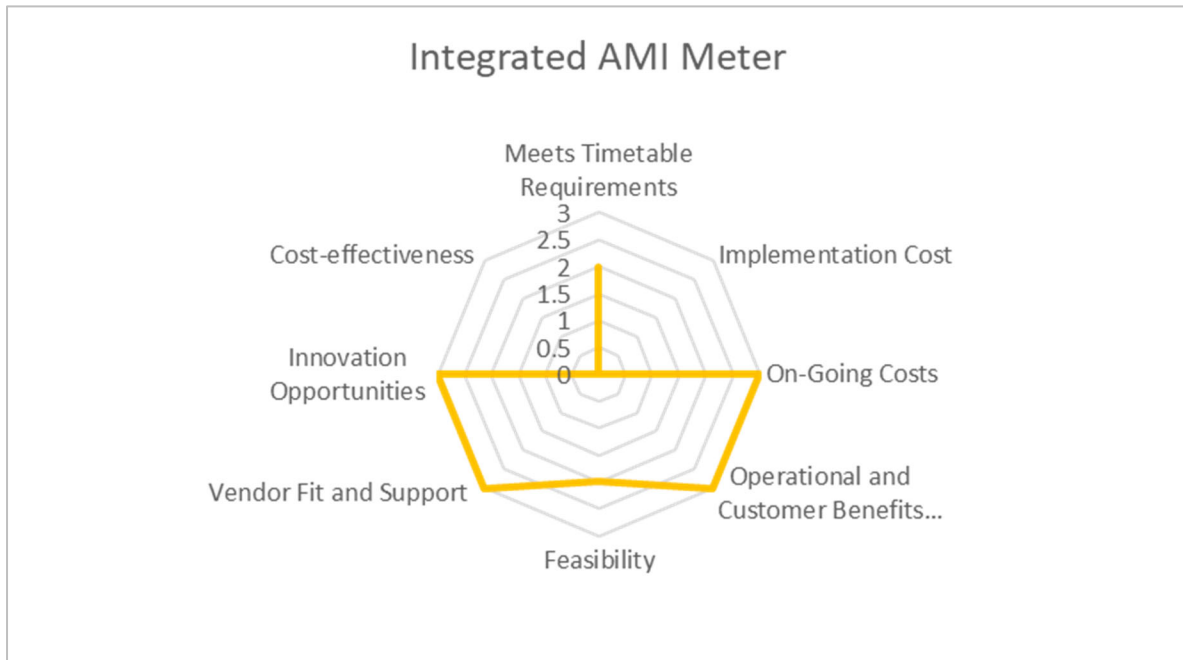 Integrated AMI Meter
Meets Timetable
Requirements
3
2.5
2
1.5
1
0.5
0
Implementation Cost
On-Going Costs
Operational and
Customer Benefits...
Feasibility
Vendor Fit and Support
Innovation
Opportunities
Cost-effectiveness